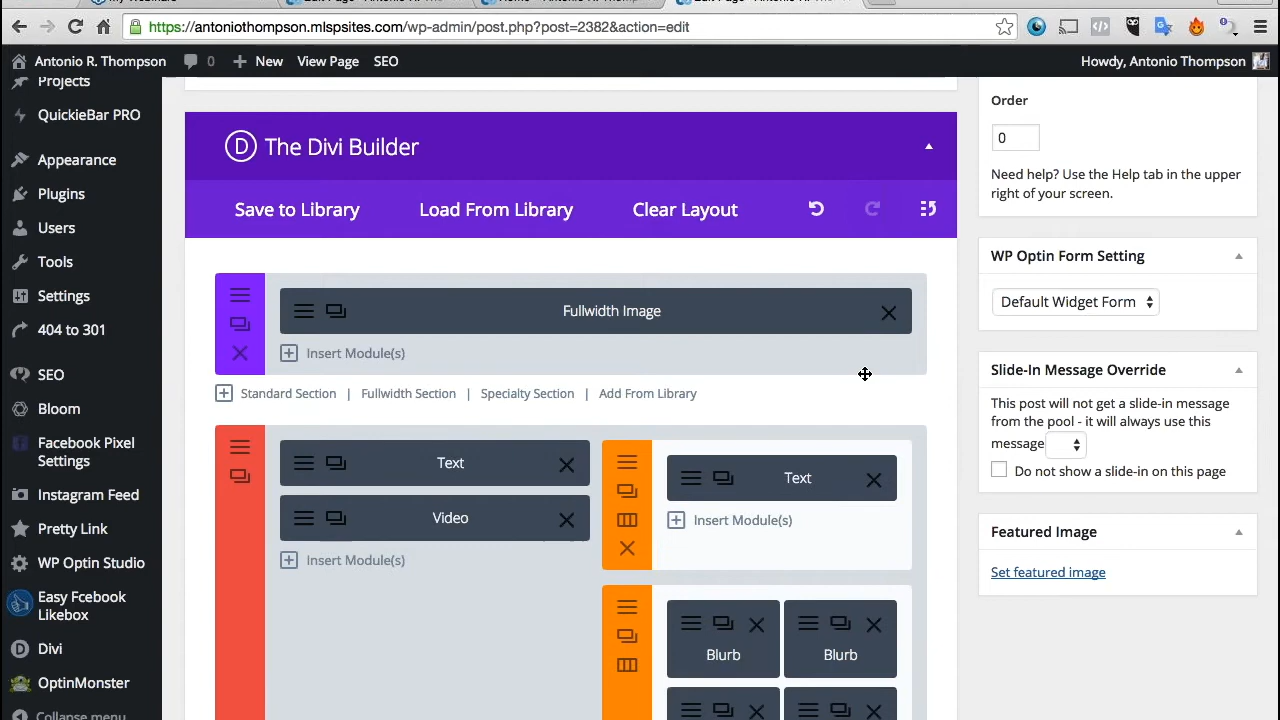 https://antoniothompson.mlspsites.com/wp-admin/post.php?post=2382&action=edit
Antonio R. Thompson 0 New View Page SEO Howdy, Antonio Thompson
Projects
QuickieBar PRO
Appearance
Plugins
Users
Tools
Settings
404 to 301
SEO
Bloom
Facebook Pixel
Settings
Instagram Feed
Pretty Link
WP Optin Studio
Easy Fcebook
Likebox
Divi
OptinMonster
Collapse menu
D The Divi Builder
Save to Library Load From Library Clear Layout
Fullwidth Image
Insert Module(s)
Standard Section | Fullwidth Section | Specialty Section | Add From Library
Text
Video
Insert Module(s)
Text
Insert Module(s)
Blurb Blurb
Order
0
Need help? Use the Help tab in the upper
right of your screen.
WP Optin Form Setting
Default Widget Form
Slide-In Message Override
This post will not get a slide-in message
from the pool - it will always use this
message
Do not show a slide-in on this page
Featured Image
Set featured image